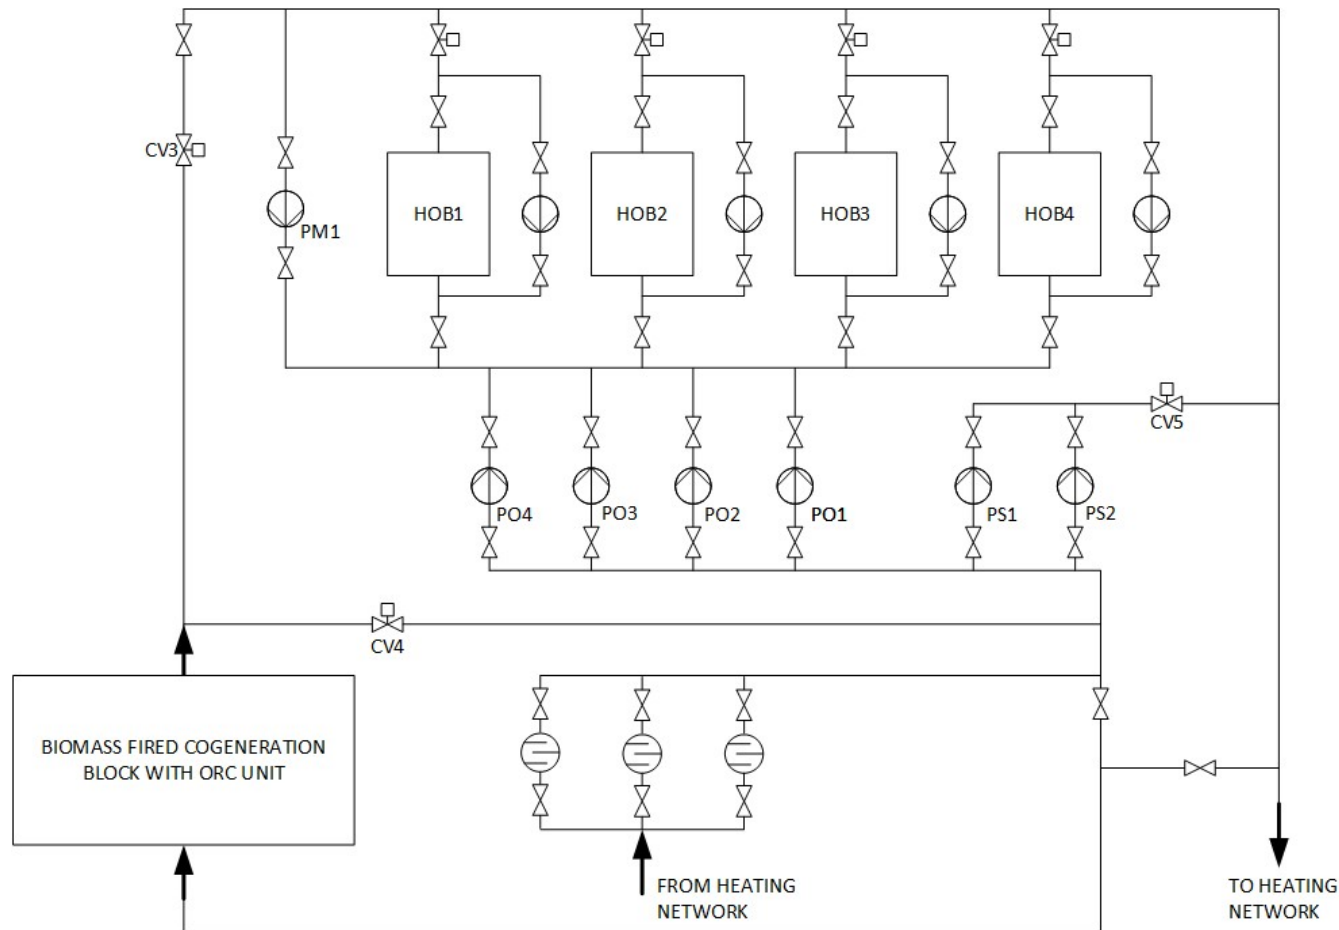 CV3
PM1
HOB1
HOB2
HOB3
HOB4
CV5
PO4
PO3
PO2
PO1
PS1
PS2
CV4
BIOMASS FIRED COGENERATION
BLOCK WITH ORC UNIT
FROM HEATING
NETWORK
TO HEATING
NETWORK